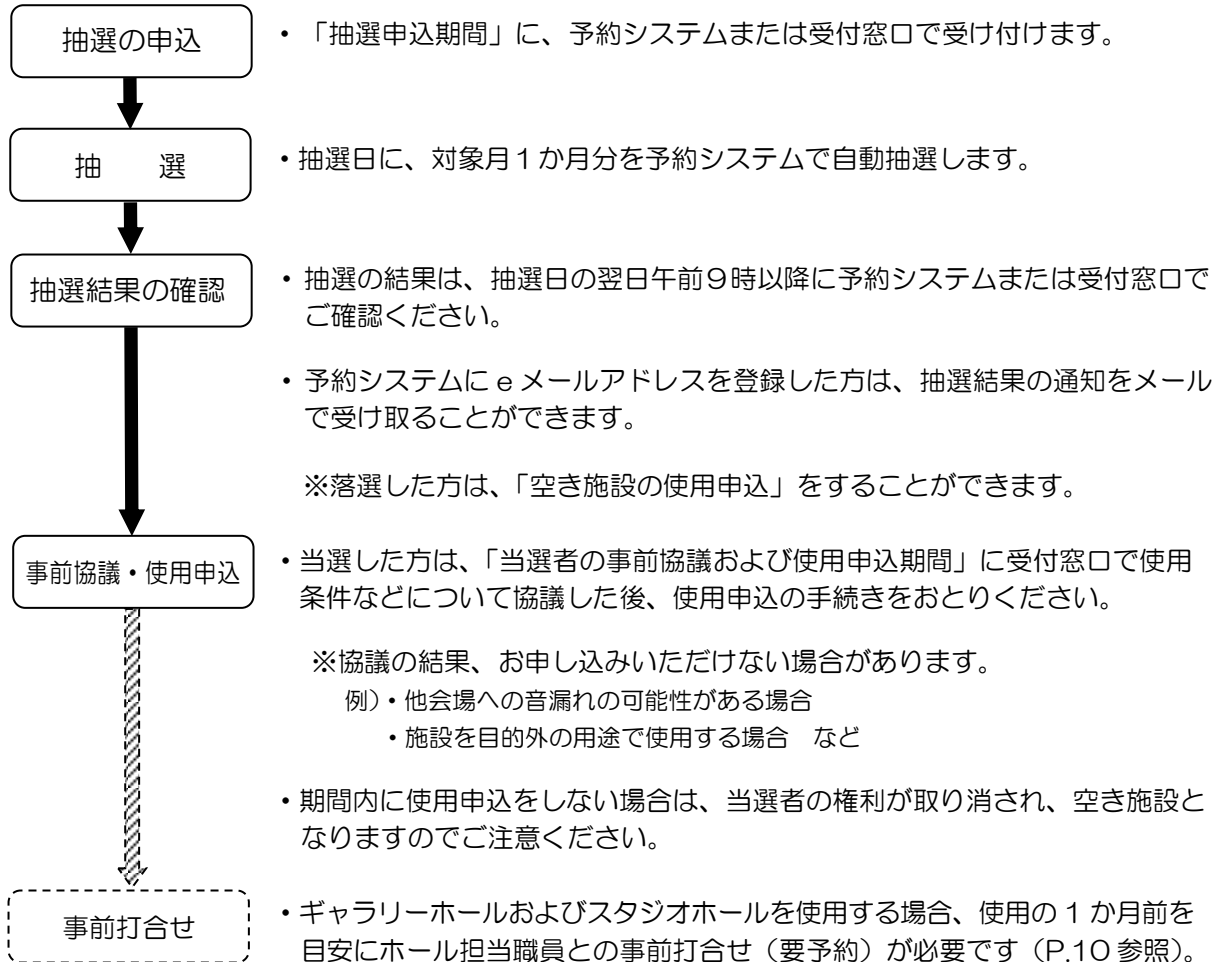 抽選の申込
・「抽選申込期間」に、予約システムまたは受付窓口で受け付けます。
抽　選
・抽選日に、対象月１か月分を予約システムで自動抽選します。
抽選結果の確認
・抽選の結果は、抽選日の翌日午前９時以降に予約システムまたは受付窓口で
ご確認ください。
・予約システムにｅメールアドレスを登録した方は、抽選結果の通知をメール
で受け取ることができます。
※落選した方は、「空き施設の使用申込」をすることができます。
事前協議・使用申込
・当選した方は、「当選者の事前協議および使用申込期間」に受付窓口で使用
条件などについて協議した後、使用申込の手続きをおとりください。
※協議の結果、お申し込みいただけない場合があります。
例）・他会場への音漏れの可能性がある場合
・施設を目的外の用途で使用する場合　など
・期間内に使用申込をしない場合は、当選者の権利が取り消され、空き施設と
なりますのでご注意ください。
事前打合せ
・ギャラリーホールおよびスタジオホールを使用する場合、使用の１か月前を
目安にホール担当職員との事前打合せ（要予約）が必要です（P.10 参照）。